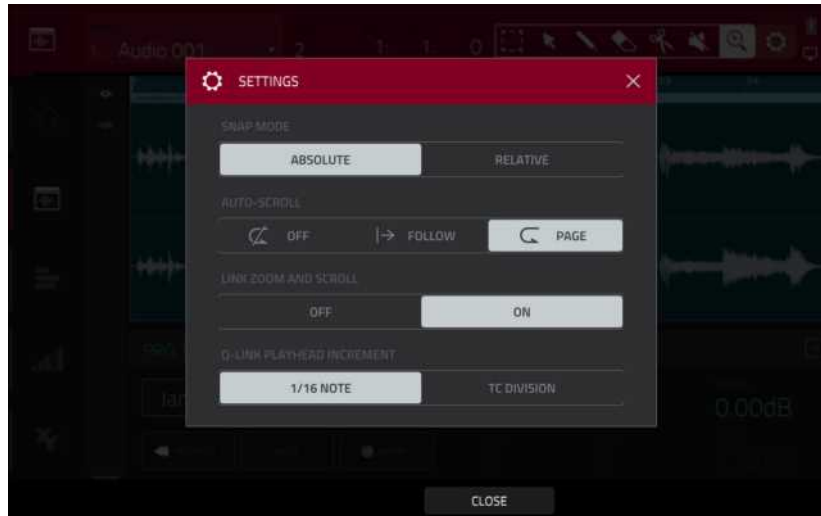 Audio 001
2 1: 1: 0
SETTINGS
SNAP MODE
ABSOLUTE RELATIVE
AUTO-SCROLL
OFF FOLLOW PAGE
LINK ZOOM AND SCROLL
OFF ON
Q-LINK PLAYHEAD INCREMENT
1/16 NOTE TC DIVISION
0.00dB
CLOSE